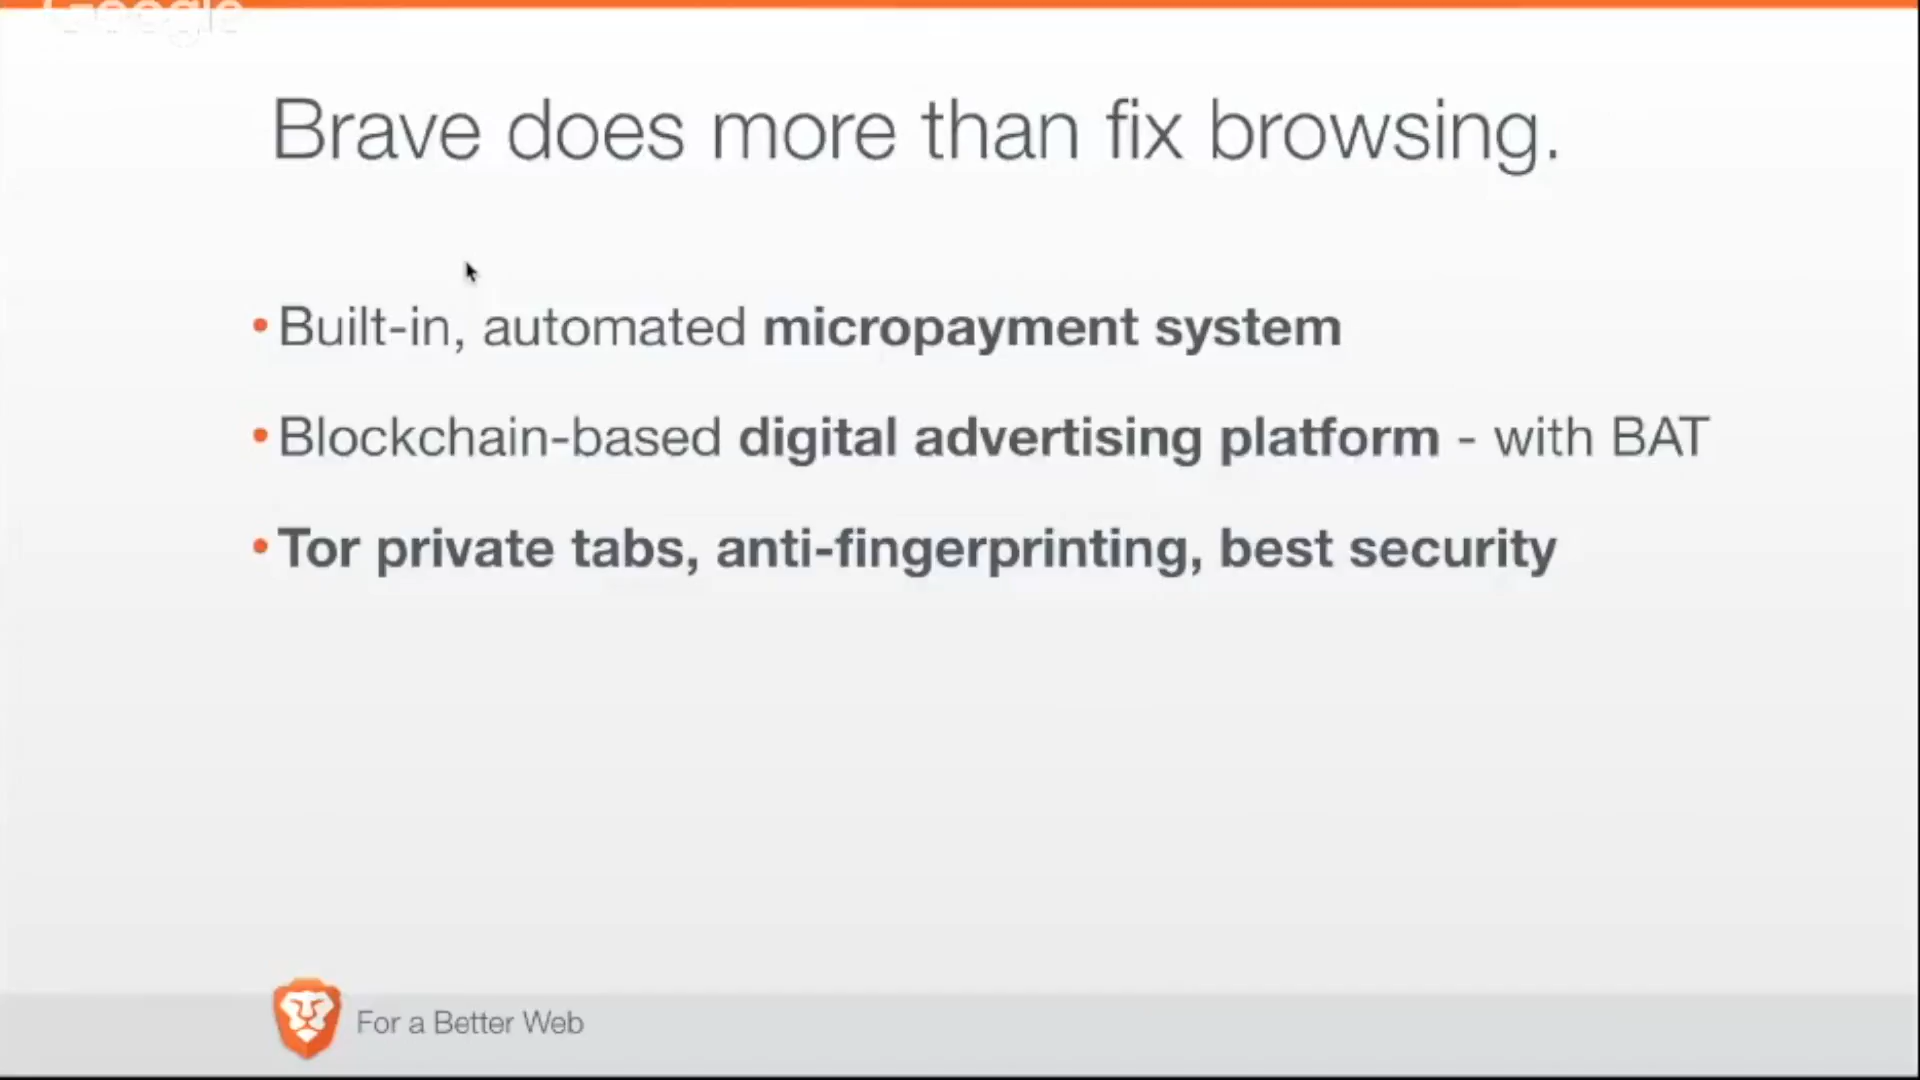 Google
Brave does more than fix browsing.
•Built-in, automated micropayment system
•Blockchain-based digital advertising platform - with BAT
•Tor private tabs, anti-fingerprinting, best security
For a Better Web